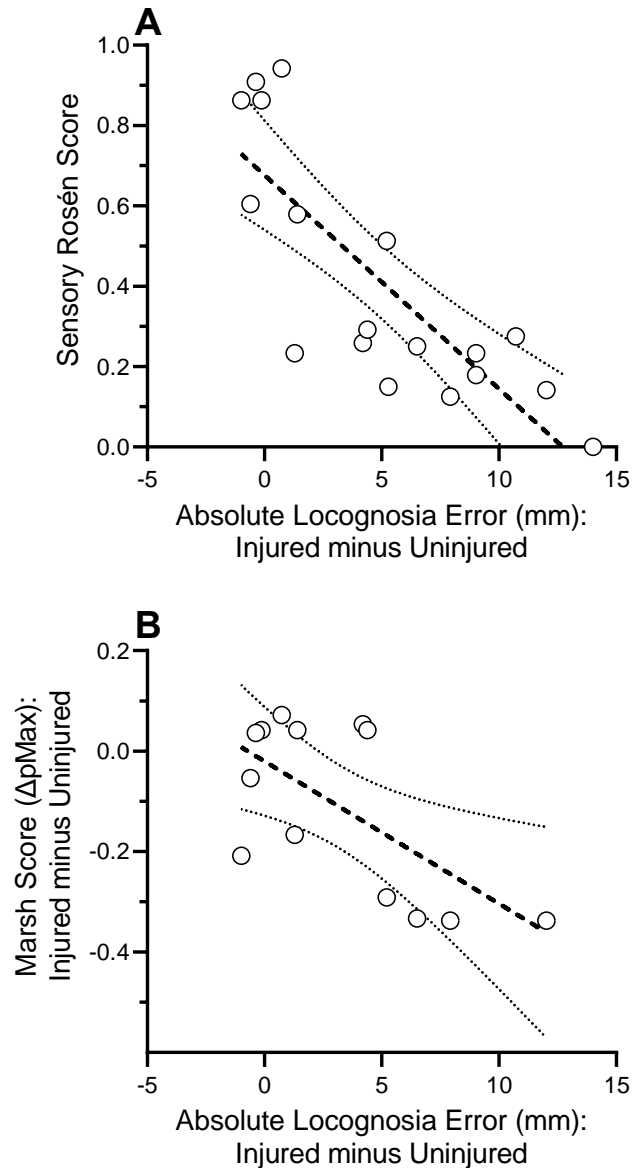 A
1.0
0.8
0.6
0.4
0.2
0.0
Sensory Rosén Score
-5 0 5 10 15
Absolute Locognosia Error (mm):
Injured minus Uninjured
B
0.2
0.0
-0.2
-0.4
Marsh Score (ΔpMax):
Injured minus Uninjured
-5 0 5 10 15
Absolute Locognosia Error (mm):
Injured minus Uninjured